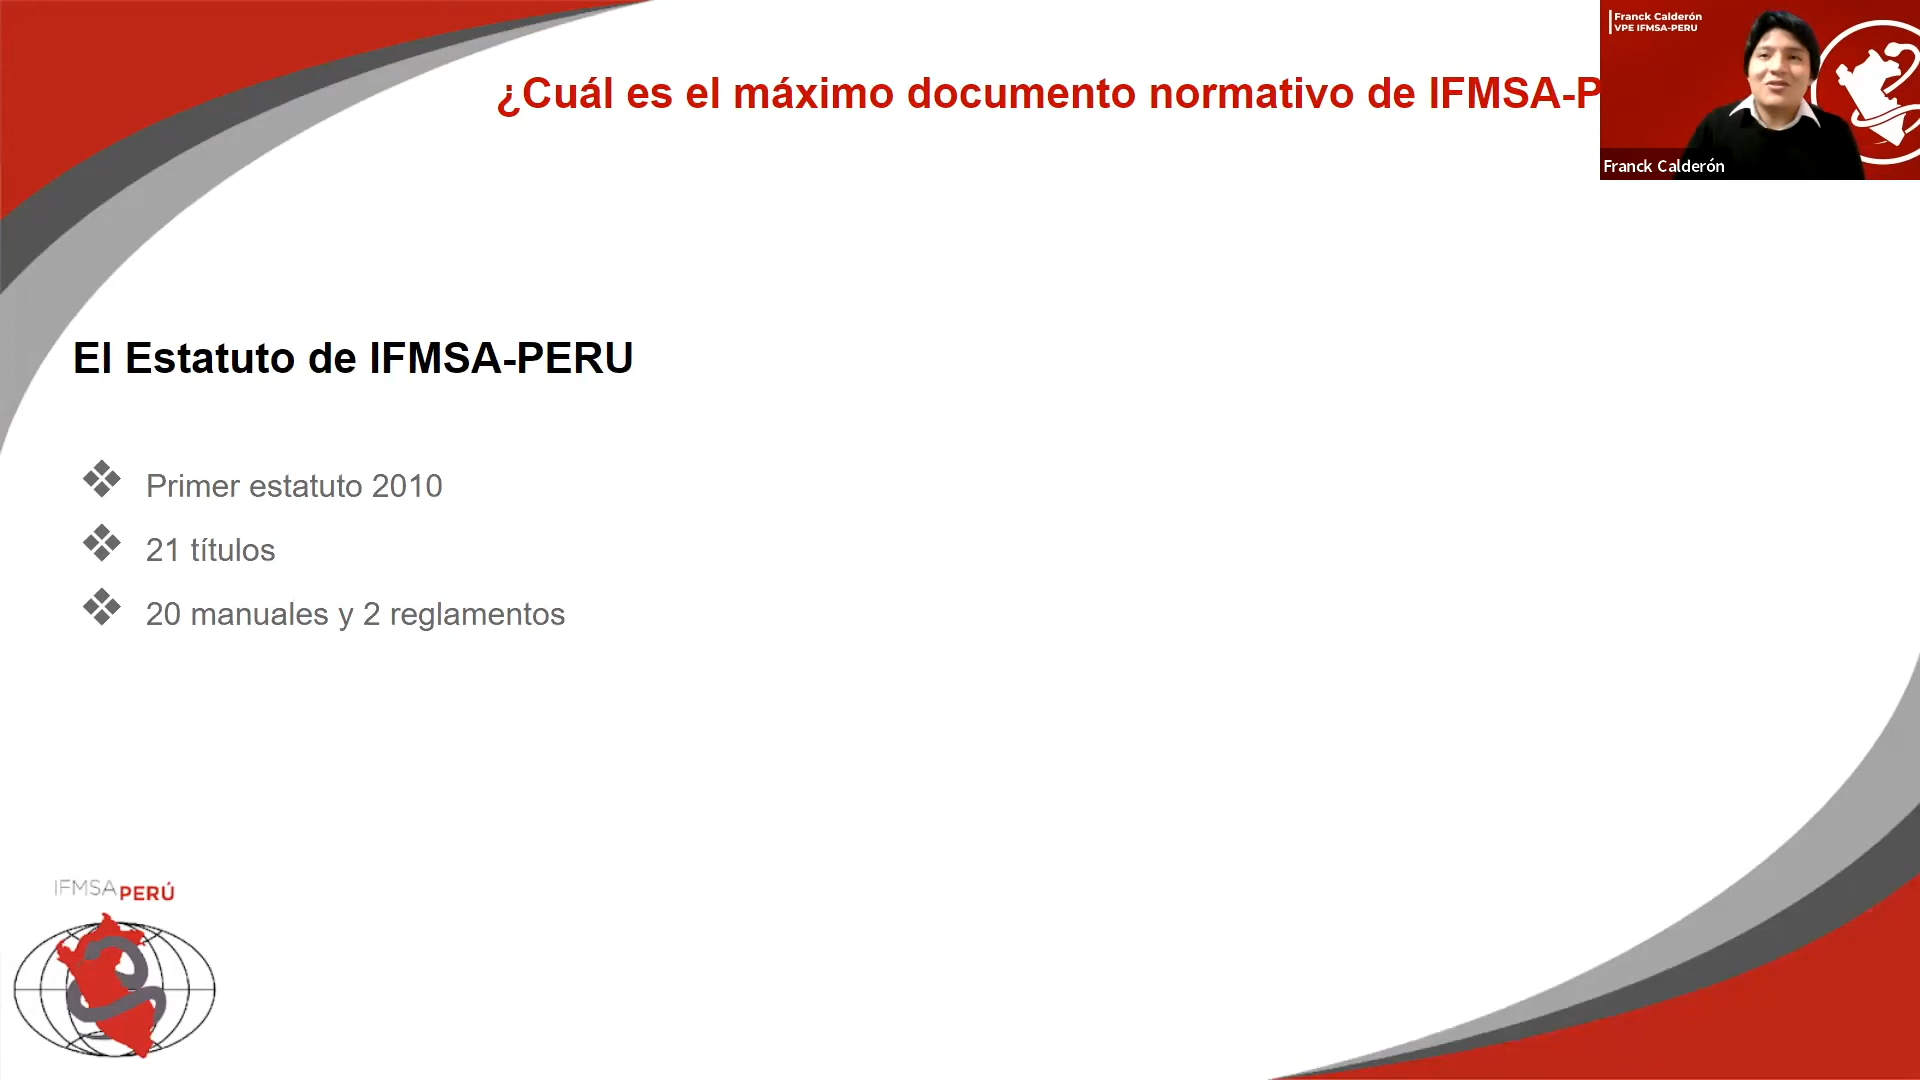 ¿Cuál es el máximo documento normativo de IFMSA-P
Franck Calderón
VPE IFMSA-PERU
Franck Calderón
El Estatuto de IFMSA-PERU
Primer estatuto 2010
21 títulos
20 manuales y 2 reglamentos
IFMSA PERÚ